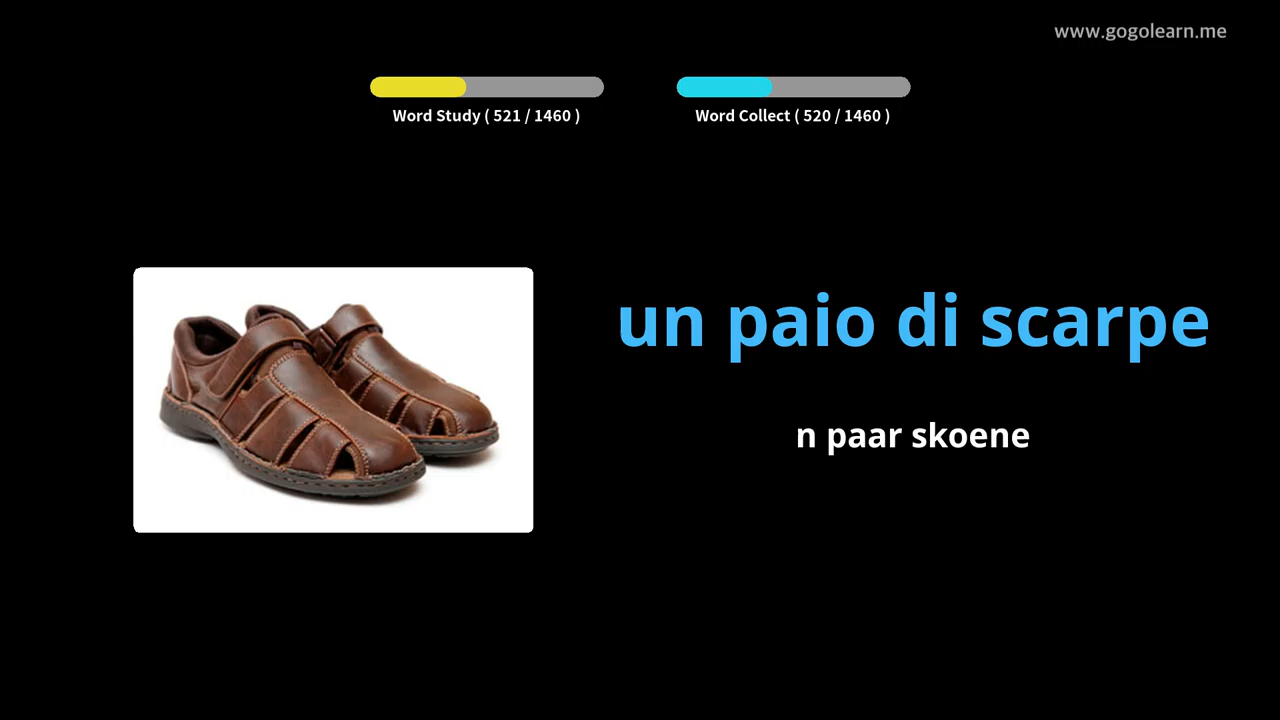 www.gogolearn.me
Word Study ( 521 / 1460 )
Word Collect ( 520 / 1460 )
un paio di scarpe
n paar skoene